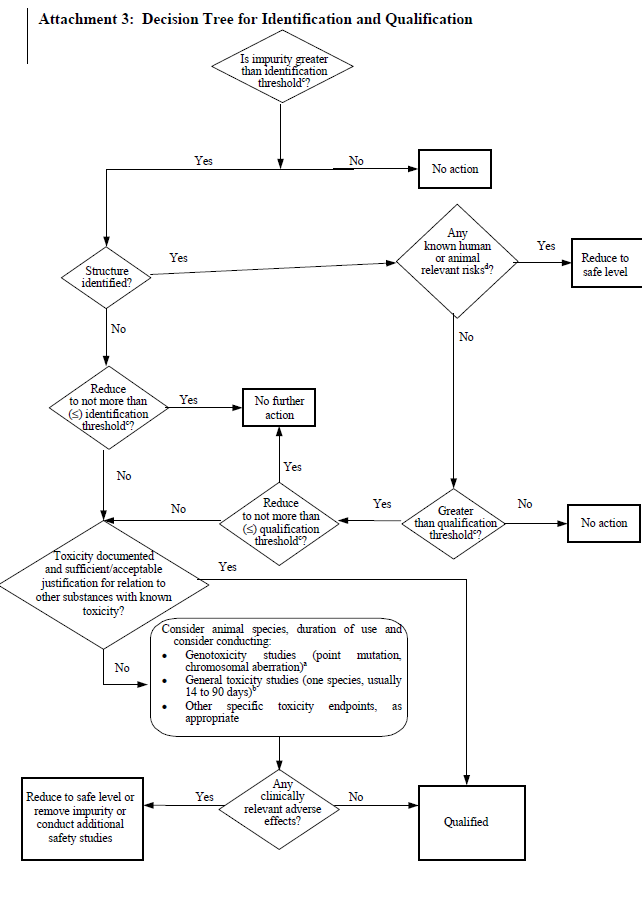 Attachment 3:  Decision Tree for Identification and Qualification
Is impurity greater
than identification
thresholdᶜ?
Yes
No
No action
Structure
identified?
Yes
Any
known human
or animal
relevant risksᵈ?
Yes
Reduce to
safe level
No
No
Reduce
to not more than
(≤) identification
thresholdᶜ?
Yes
No further
action
No
Yes
No
Reduce
to not more than
(≤) qualification
thresholdᶜ?
Yes
Greater
than qualification
thresholdᶜ?
No
No action
Toxicity documented
and sufficient/acceptable
justification for relation to
other substances with known
toxicity?
Yes
No
Consider animal species, duration of use and
consider conducting:
• Genotoxicity studies (point mutation,
chromosomal aberration)ᵃ
• General toxicity studies (one species, usually
14 to 90 days)ᵇ
• Other specific toxicity endpoints, as
appropriate
Reduce to safe level or
remove impurity or
conduct additional
safety studies
Yes
Any
clinically
relevant adverse
effects?
No
Qualified